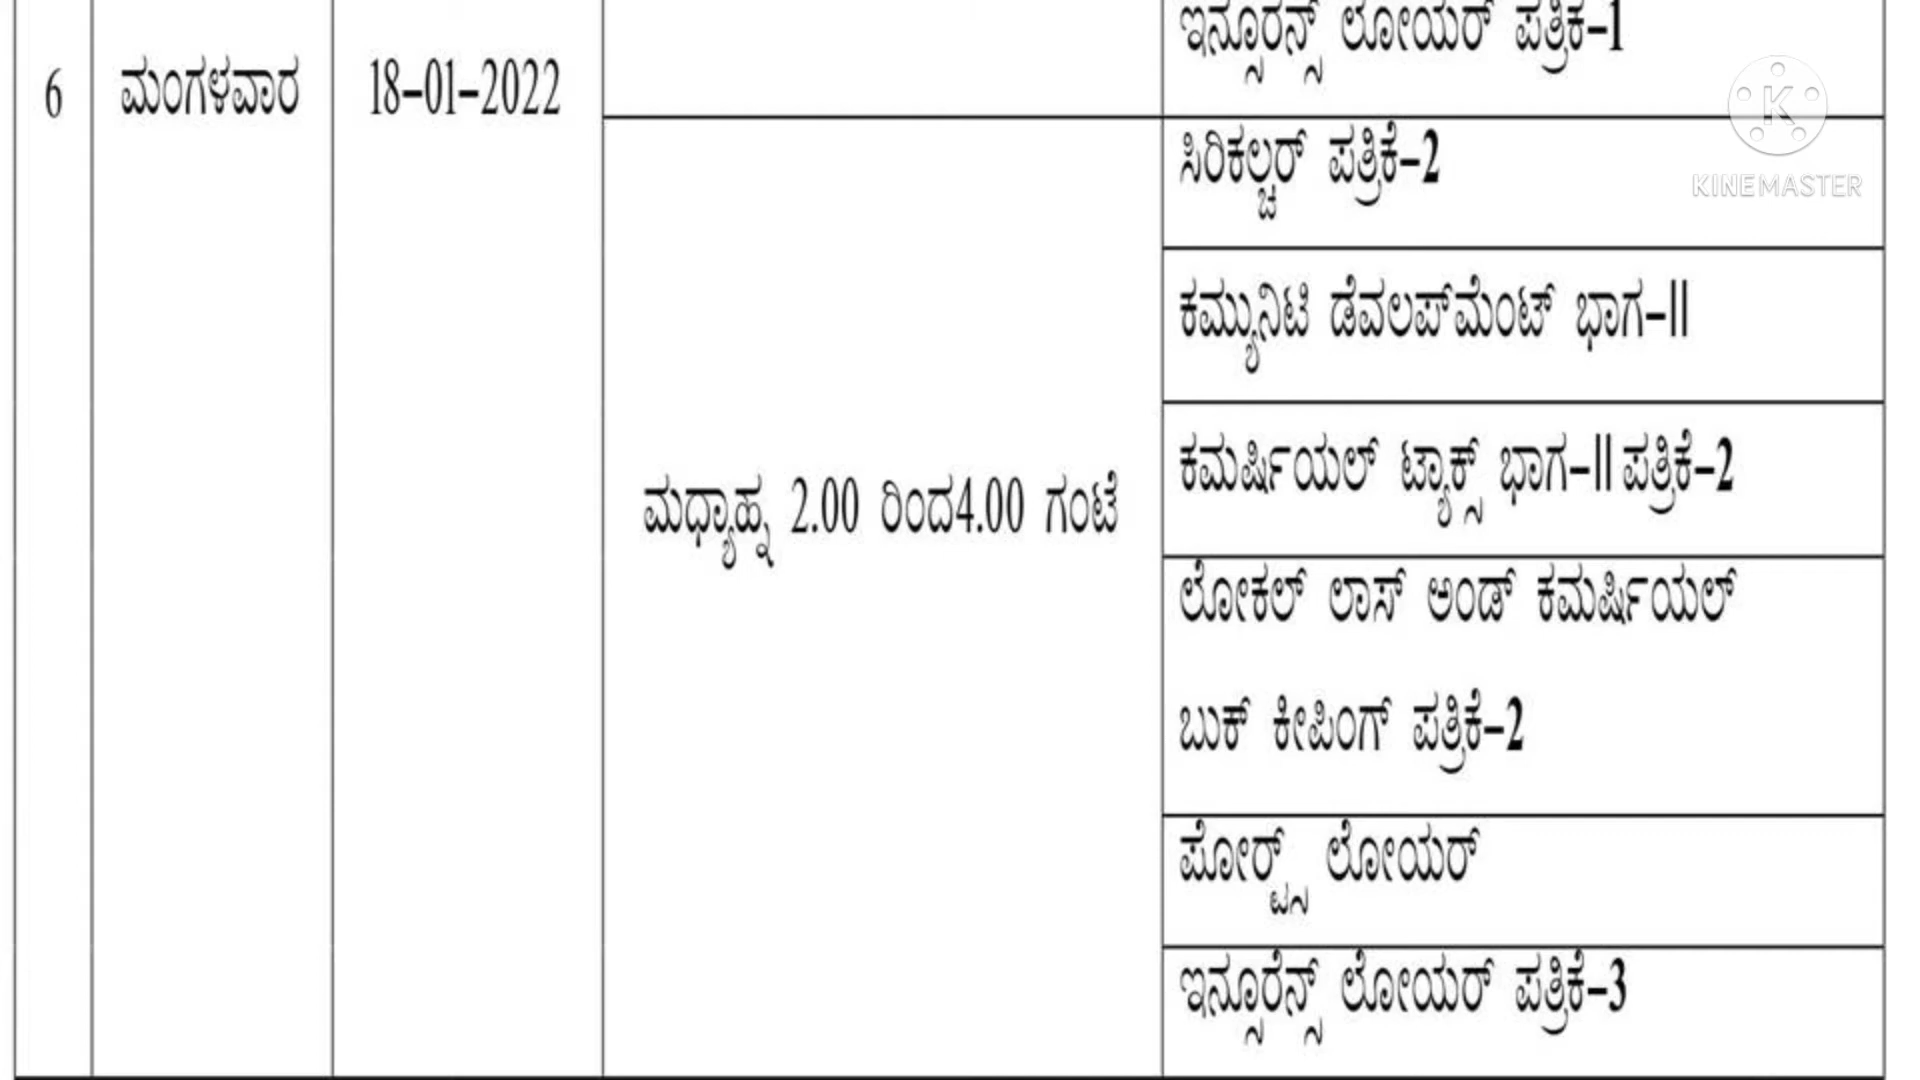 ಇನ್ಸೂರನ್ಸ್ ಲೋಯರ್ ಪತ್ರಿಕೆ-1
6 ಮಂಗಳವಾರ 18-01-2022
KINEMASTER
ಸಿರಿಕಲ್ಚರ್ ಪತ್ರಿಕೆ-2
ಕಮ್ಯುನಿಟಿ ಡೆವಲಪ್‌ಮೆಂಟ್ ಭಾಗ-II
ಕಮರ್ಷಿಯಲ್ ಟ್ಯಾಕ್ಸ್ ಭಾಗ-II ಪತ್ರಿಕೆ-2
ಮಧ್ಯಾಹ್ನ 2.00 ರಿಂದ4.00 ಗಂಟೆ
ಲೋಕಲ್ ಲಾಸ್ ಅಂಡ್ ಕಮರ್ಷಿಯಲ್
ಬುಕ್ ಕೀಪಿಂಗ್ ಪತ್ರಿಕೆ-2
ಪೋರ್ಟ್ಸ್ ಲೋಯರ್
ಇನ್ಸೂರೆನ್ಸ್ ಲೋಯರ್ ಪತ್ರಿಕೆ-3